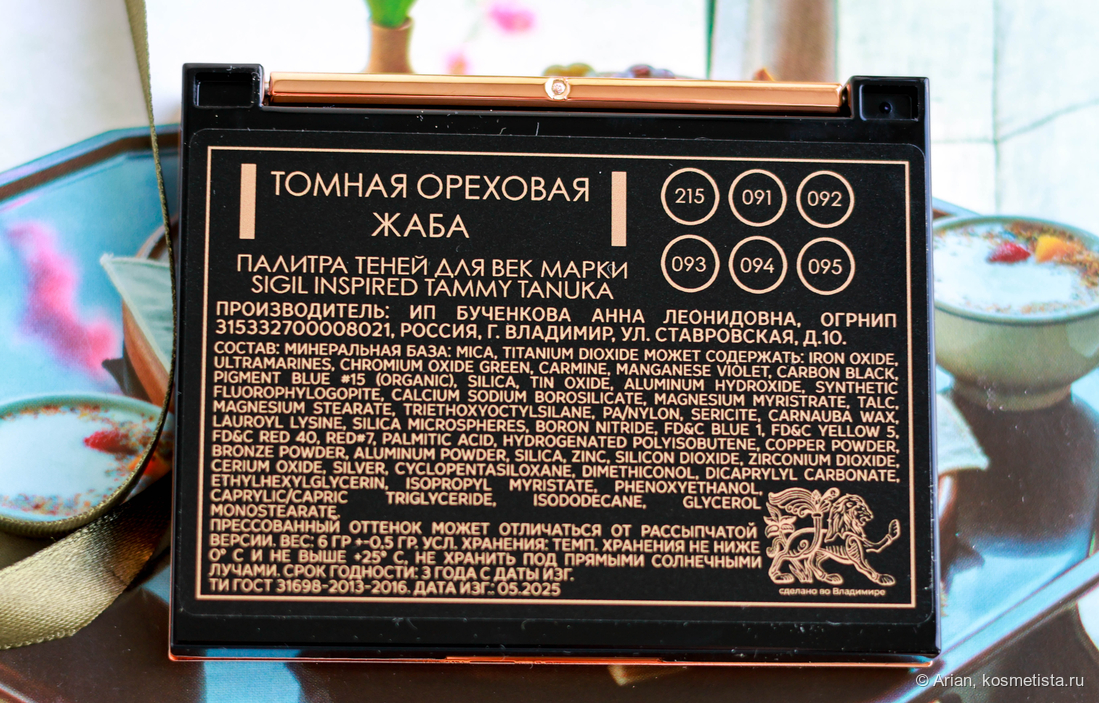 ТОМНАЯ ОРЕХОВАЯ
ЖАБА
215 091 092
093 094 095
ПАЛИТРА ТЕНЕЙ ДЛЯ ВЕК МАРКИ
SIGIL INSPIRED TAMMY TANUKA
ПРОИЗВОДИТЕЛЬ: ИП БУЧЕНКОВА АННА ЛЕОНИДОВНА, ОГРНИП
315332700008021, РОССИЯ, Г. ВЛАДИМИР, УЛ. СТАВРОВСКАЯ, Д.10.
СОСТАВ: МИНЕРАЛЬНАЯ БАЗА: MICA, TITANIUM DIOXIDE МОЖЕТ СОДЕРЖАТЬ: IRON OXIDE,
ULTRAMARINES, CHROMIUM OXIDE GREEN, CARMINE, MANGANESE VIOLET, CARBON BLACK,
PIGMENT BLUE #15 (ORGANIC), SILICA, TIN OXIDE, ALUMINUM HYDROXIDE, SYNTHETIC
FLUOROPHYLOGOPITE, CALCIUM SODIUM BOROSILICATE, MAGNESIUM MYRISTRATE, TALC,
MAGNESIUM STEARATE, TRIETHOXYOCTYLSILANE, PA/NYLON, SERICITE, CARNAUBA WAX,
LAUROYL LYSINE, SILICA MICROSPHERES, BORON NITRIDE, FD&C BLUE 1, FD&C YELLOW 5,
FD&C RED 40, RED#7, PALMITIC ACID, HYDROGENATED POLYISOBUTENE, COPPER POWDER,
BRONZE POWDER, ALUMINUM POWDER, SILICA, ZINC, SILICON DIOXIDE, ZIRCONIUM DIOXIDE,
CERIUM OXIDE, SILVER, CYCLOPENTASILOXANE, DIMETHICONOL, DICAPRYLYL CARBONATE,
ETHYLHEXYLGLYCERIN, ISOPROPYL MYRISTATE, PHENOXYETHANOL,
CAPRYLIC/CAPRIC TRIGLYCERIDE, ISODODECANE, GLYCEROL
MONOSTEARATE,
ПРЕССОВАННЫЙ ОТТЕНОК МОЖЕТ ОТЛИЧАТЬСЯ ОТ РАССЫПЧАТОЙ
ВЕРСИИ. ВЕС: 6 ГР +-0,5 ГР. УСЛ. ХРАНЕНИЯ: ТЕМП. ХРАНЕНИЯ НЕ НИЖЕ
0° С И НЕ ВЫШЕ +25° С, НЕ ХРАНИТЬ ПОД ПРЯМЫМИ СОЛНЕЧНЫМИ
ЛУЧАМИ. СРОК ГОДНОСТИ: 3 ГОДА С ДАТЫ ИЗГ.
ТИ ГОСТ 31698-2013-2016. ДАТА ИЗГ.: 05.2025
сделано во Владимире
© Arian, kosmetista.ru